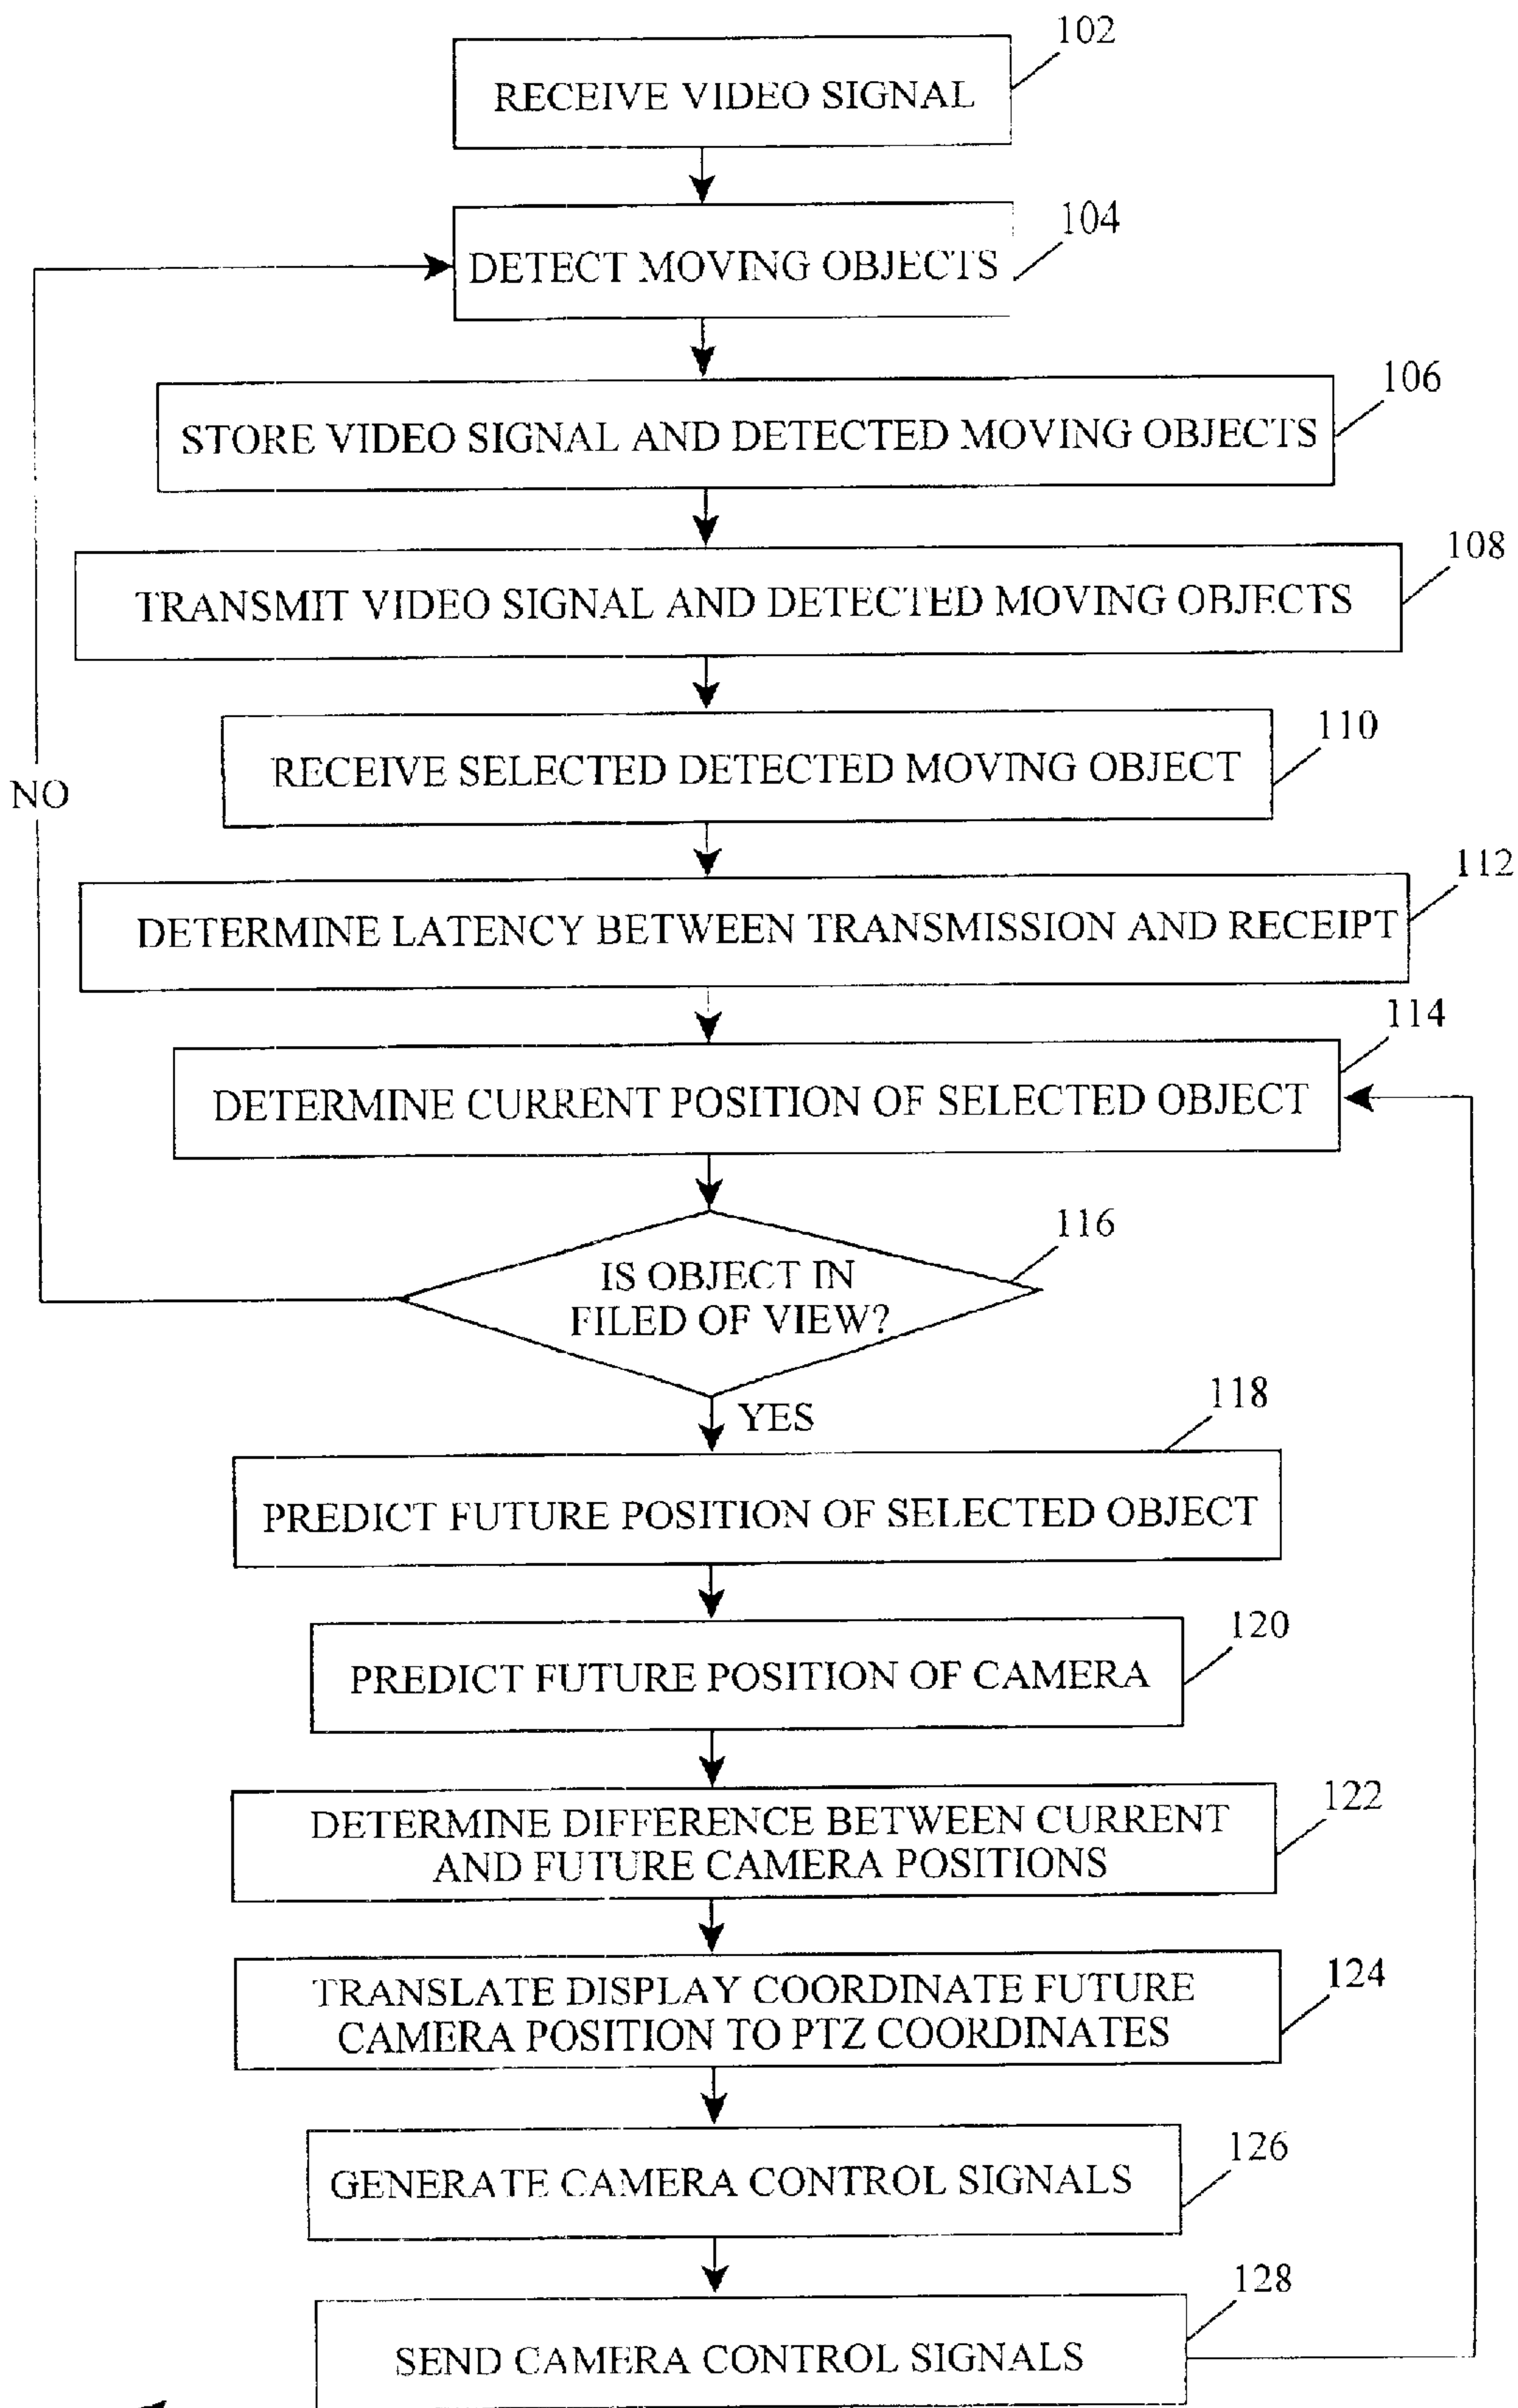 102
RECEIVE VIDEO SIGNAL
104
DETECT MOVING OBJECTS
106
STORE VIDEO SIGNAL AND DETECTED MOVING OBJECTS
108
TRANSMIT VIDEO SIGNAL AND DETECTED MOVING OBJECTS
110
RECEIVE SELECTED DETECTED MOVING OBJECT
NO
112
DETERMINE LATENCY BETWEEN TRANSMISSION AND RECEIPT
114
DETERMINE CURRENT POSITION OF SELECTED OBJECT
116
IS OBJECT IN
FILED OF VIEW?
YES
118
PREDICT FUTURE POSITION OF SELECTED OBJECT
120
PREDICT FUTURE POSITION OF CAMERA
122
DETERMINE DIFFERENCE BETWEEN CURRENT
AND FUTURE CAMERA POSITIONS
124
TRANSLATE DISPLAY COORDINATE FUTURE
CAMERA POSITION TO PTZ COORDINATES
126
GENERATE CAMERA CONTROL SIGNALS
128
SEND CAMERA CONTROL SIGNALS